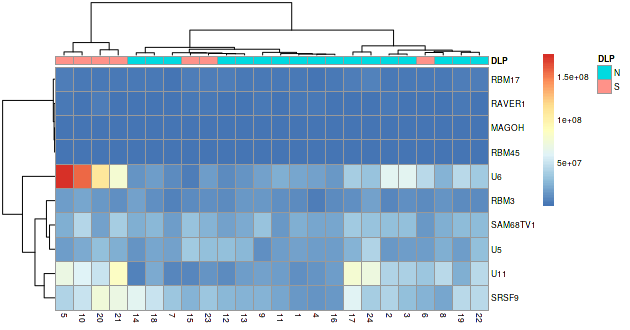 DLP
DLP
N
S
RBM17
RAVER1
MAGOH
RBM45
U6
RBM3
SAM68TV1
U5
U11
SRSF9
1.5e+08
1e+08
5e+07
5 10 20 21 14 18 7 15 23 12 13 9 11 1 4 16 17 24 2 3 6 8 19 22